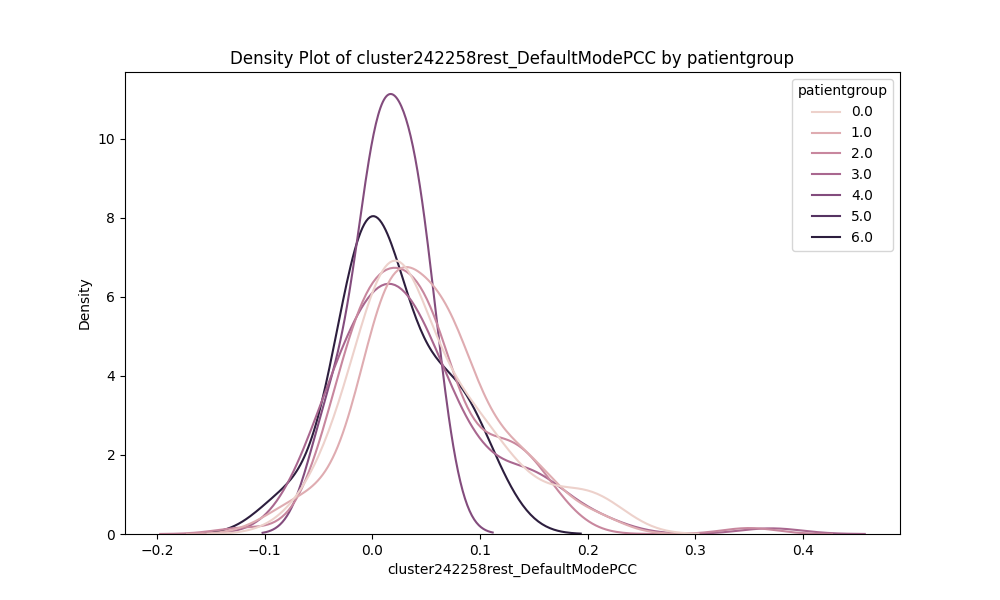 Density Plot of cluster242258rest_DefaultModePCC by patientgroup
patientgroup
0.0
1.0
2.0
3.0
4.0
5.0
6.0
Density
10
8
6
4
2
0
−0.2 −0.1 0.0 0.1 0.2 0.3 0.4
cluster242258rest_DefaultModePCC